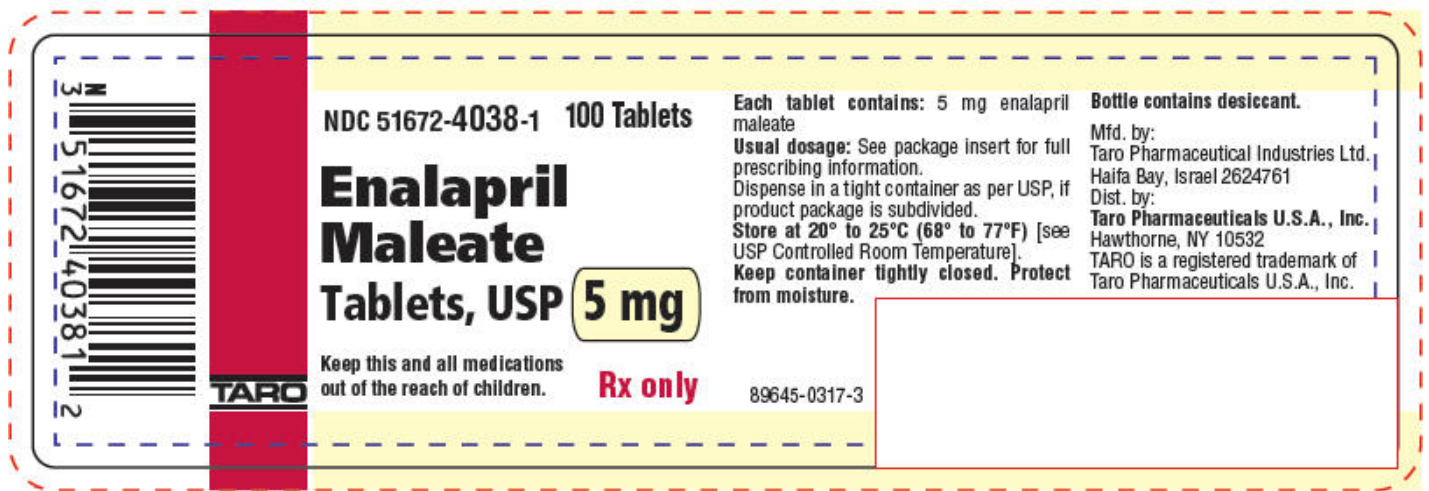 N
3 51672 40381 2
TARO
NDC 51672-4038-1 100 Tablets
Enalapril
Maleate
Tablets, USP 5 mg
Keep this and all medications
out of the reach of children.
Rx only
Each tablet contains: 5 mg enalapril
maleate
Usual dosage: See package insert for full
prescribing information.
Dispense in a tight container as per USP, if
product package is subdivided.
Store at 20° to 25°C (68° to 77°F) [see
USP Controlled Room Temperature].
Keep container tightly closed. Protect
from moisture.
89645-0317-3
Bottle contains desiccant.
Mfd. by:
Taro Pharmaceutical Industries Ltd.
Haifa Bay, Israel 2624761
Dist. by:
Taro Pharmaceuticals U.S.A., Inc.
Hawthorne, NY 10532
TARO is a registered trademark of
Taro Pharmaceuticals U.S.A., Inc.